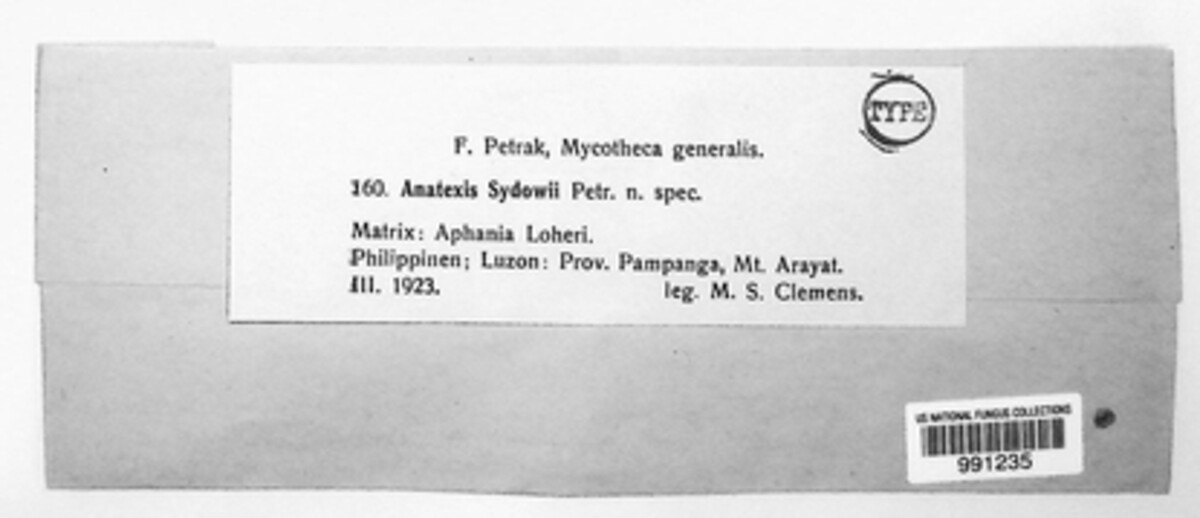 TYPE
F. Petrak, Mycotheca generalis.
160. Anatexis Sydowii Petr. n. spec.
Matrix: Aphania Loheri.
Philippinen; Luzon: Prov. Pampanga, Mt. Arayat.
III. 1923. leg. M. S. Clemens.
US NATIONAL FUNGUS COLLECTIONS
991235